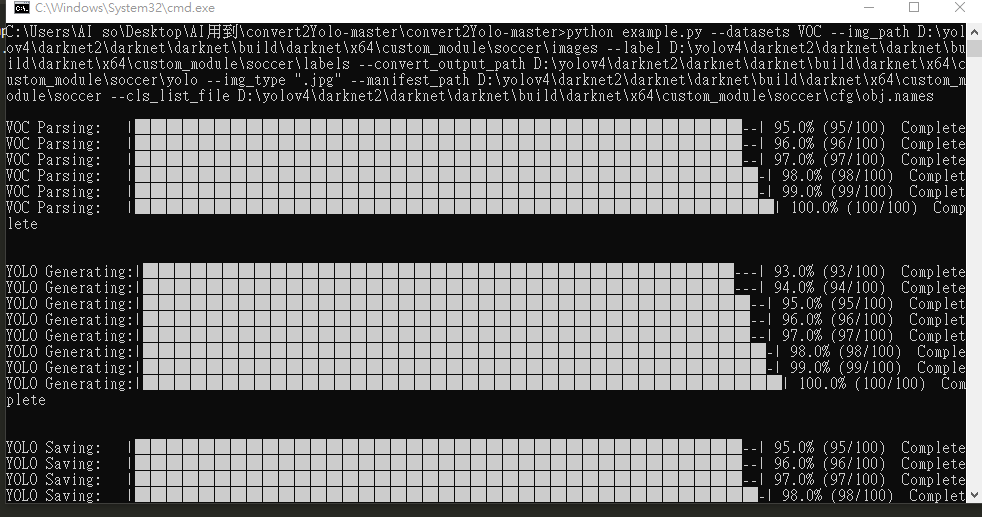 C:\Windows\System32\cmd.exe
C:\Users\AI so\Desktop\AI用到\convert2Yolo-master\convert2Yolo-master>python example.py --datasets VOC --img_path D:\yol
ov4\darknet2\darknet\darknet\build\darknet\x64\custom_module\soccer\images --label D:\yolov4\darknet2\darknet\darknet\bu
ild\darknet\x64\custom_module\soccer\labels --convert_output_path D:\yolov4\darknet2\darknet\darknet\build\darknet\x64\c
ustom_module\soccer\yolo --img_type ".jpg" --manifest_path D:\yolov4\darknet2\darknet\darknet\build\darknet\x64\custom_m
odule\soccer --cls_list_file D:\yolov4\darknet2\darknet\darknet\build\darknet\x64\custom_module\soccer\cfg\obj.names
VOC Parsing: |--| 95.0% (95/100) Complete
VOC Parsing: |--| 96.0% (96/100) Complete
VOC Parsing: |--| 97.0% (97/100) Complete
VOC Parsing: |-| 98.0% (98/100) Complet
VOC Parsing: |-| 99.0% (99/100) Complet
VOC Parsing: || 100.0% (100/100) Comp
lete
YOLO Generating:|---| 93.0% (93/100) Complete
YOLO Generating:|---| 94.0% (94/100) Complete
YOLO Generating:|--| 95.0% (95/100) Comple
YOLO Generating:|--| 96.0% (96/100) Comple
YOLO Generating:|--| 97.0% (97/100) Comple
YOLO Generating:|-| 98.0% (98/100) Comple
YOLO Generating:|-| 99.0% (99/100) Comple
YOLO Generating:|| 100.0% (100/100) Com
plete
YOLO Saving: |--| 95.0% (95/100) Complete
YOLO Saving: |--| 96.0% (96/100) Complete
YOLO Saving: |--| 97.0% (97/100) Complete
YOLO Saving: |-| 98.0% (98/100) Complet